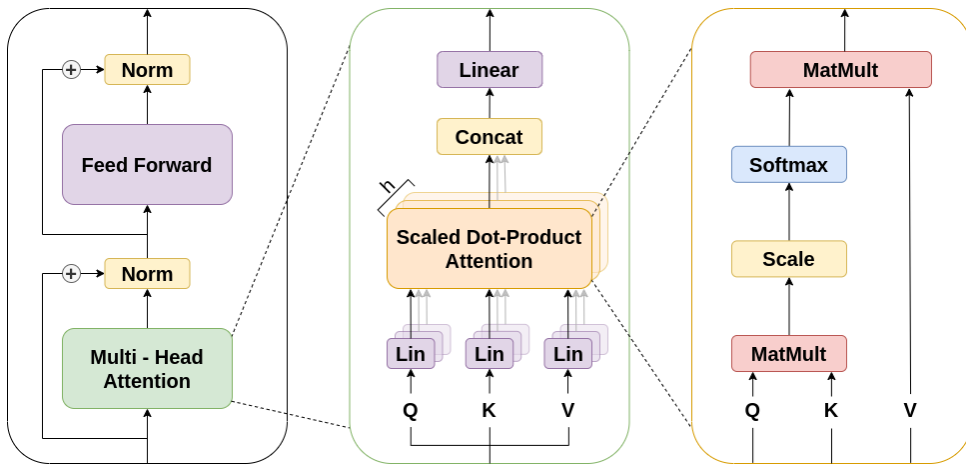 +
Norm
Feed Forward
+
Norm
Multi - Head
Attention
Linear
Concat
h
Scaled Dot-Product
Attention
Lin
Lin
Lin
Q
K
V
MatMult
Softmax
Scale
MatMult
Q
K
V